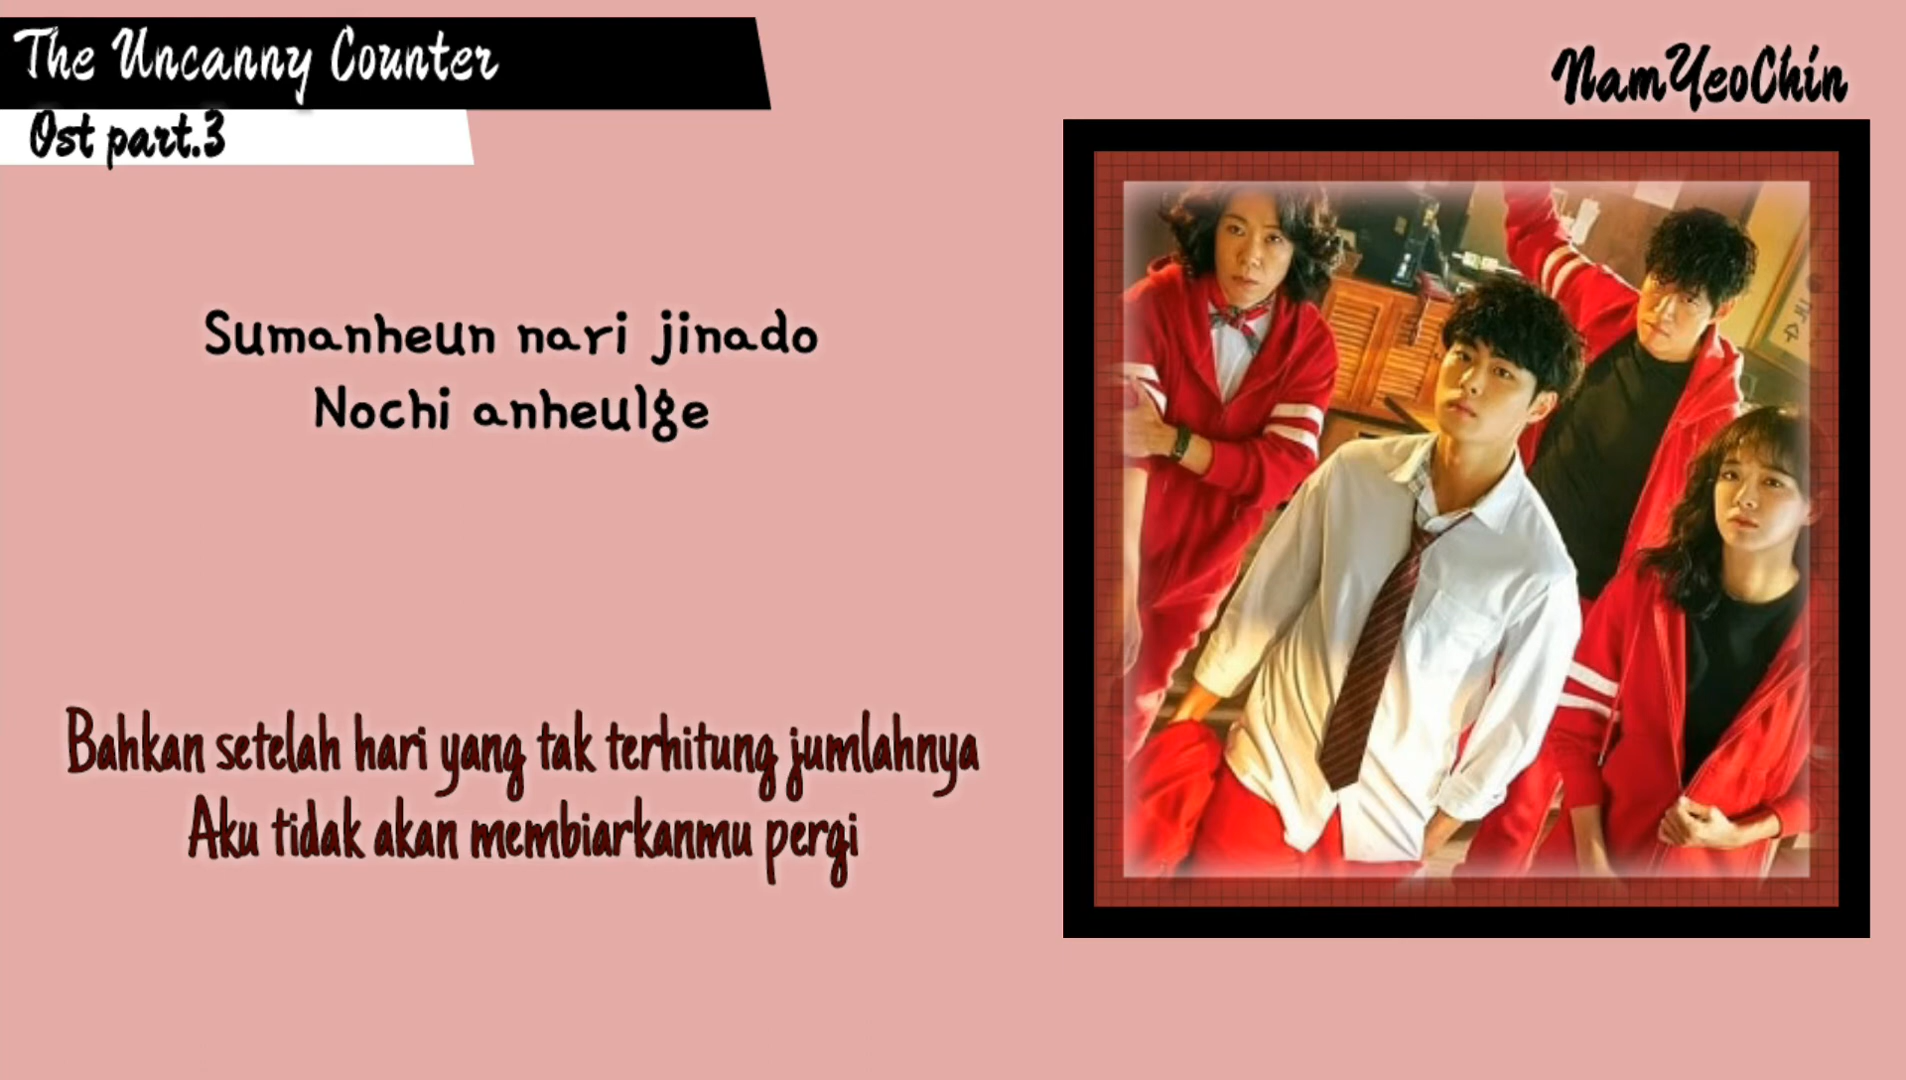 The Uncanny Counter
Ost part.3
NamYeoChin
Sumanheun nari jinado
Nochi anheulge
Bahkan setelah hari yang tak terhitung jumlahnya
Aku tidak akan membiarkanmu pergi